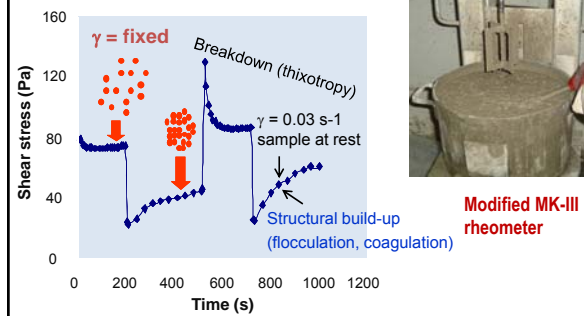 γ = fixed
Breakdown (thixotropy)
γ = 0.03 s-1
sample at rest
Structural build-up
(flocculation, coagulation)
Shear stress (Pa)
160
120
80
40
0
0 200 400 600 800 1000 1200
Time (s)
Modified MK-III
rheometer